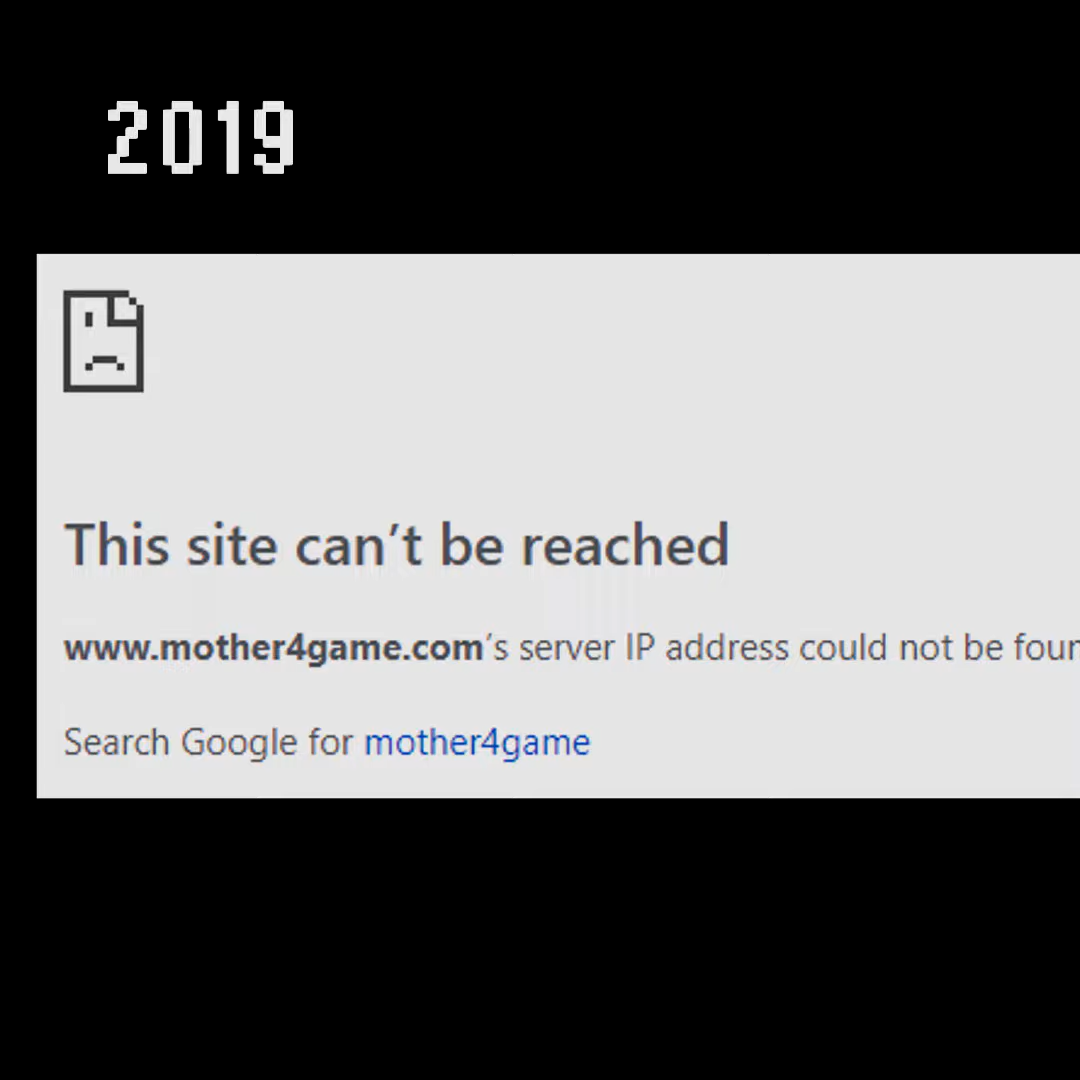 2019
This site can’t be reached
www.mother4game.com’s server IP address could not be
Search Google for mother4game